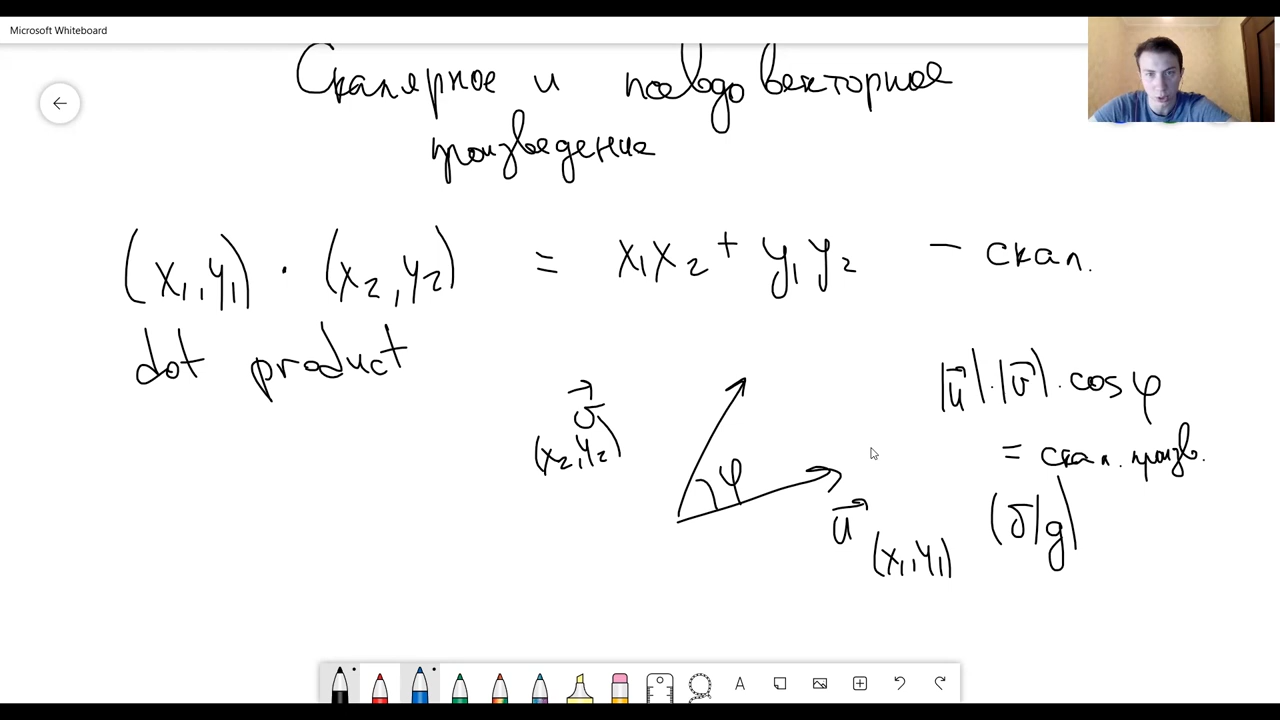 Microsoft Whiteboard
Скалярное и псевдовекторное
произведение
(x₁,y₁) · (x₂,y₂) = x₁x₂ + y₁y₂ — скал.
dot product
v⃗
(x₂,y₂)
φ
u⃗
(x₁,y₁)
|u⃗|·|v⃗|·cos φ
= скал. произв.
(б/д)
A